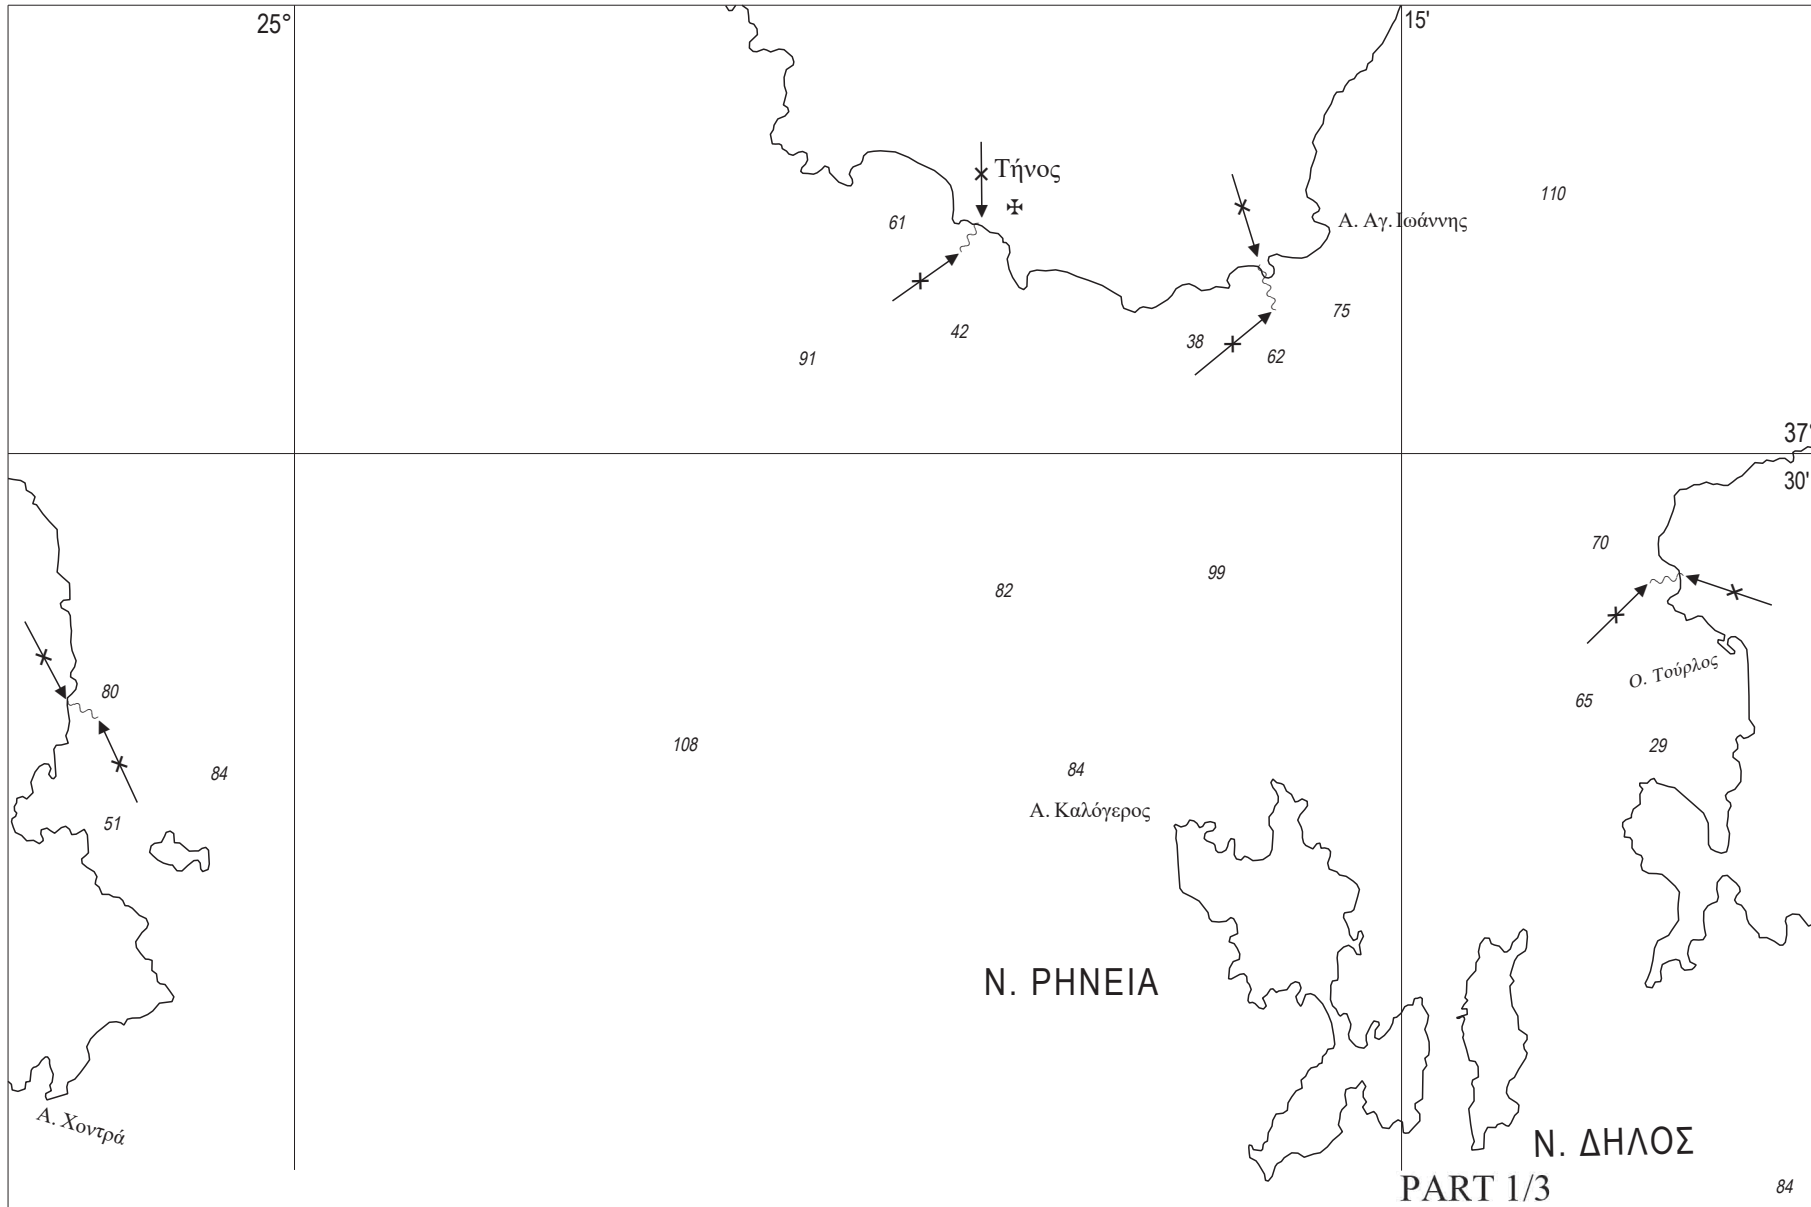 25°
15'
Τήνος
110
61
Α. Αγ. Ιωάννης
42
75
38
62
91
37°
30'
70
99
82
Ο. Τούρλος
80
65
108
29
84
84
Α. Καλόγερος
51
Ν. ΡΗΝΕΙΑ
Α. Χοντρά
Ν. ΔΗΛΟΣ
PART 1/3
84